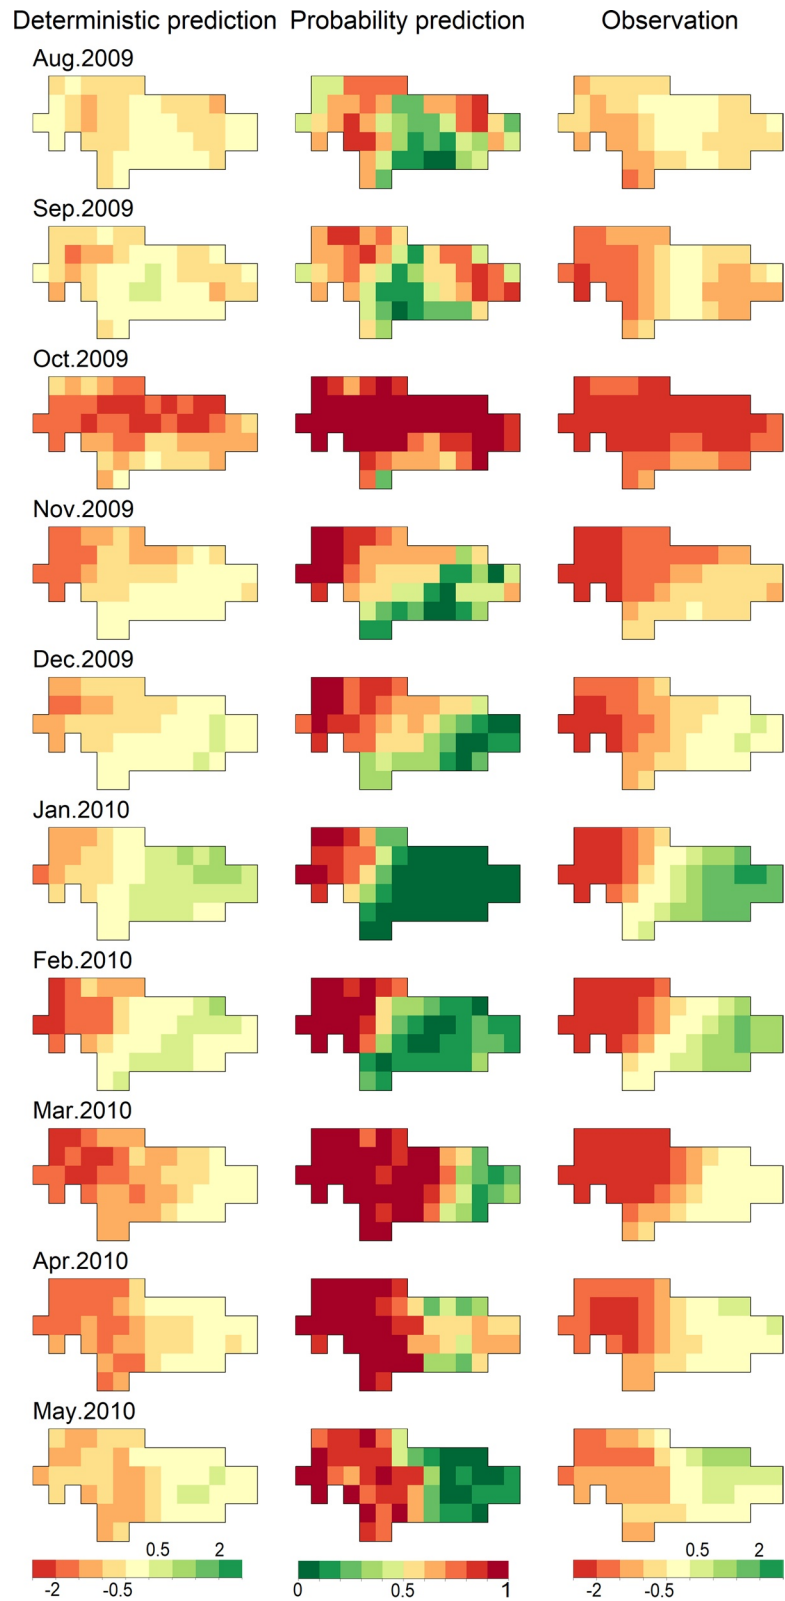 Deterministic prediction Probability prediction Observation
Aug.2009
Sep.2009
Oct.2009
Nov.2009
Dec.2009
Jan.2010
Feb.2010
Mar.2010
Apr.2010
May.2010
0.5 2 0.5 2
-2 -0.5 0 0.5 1 -2 -0.5